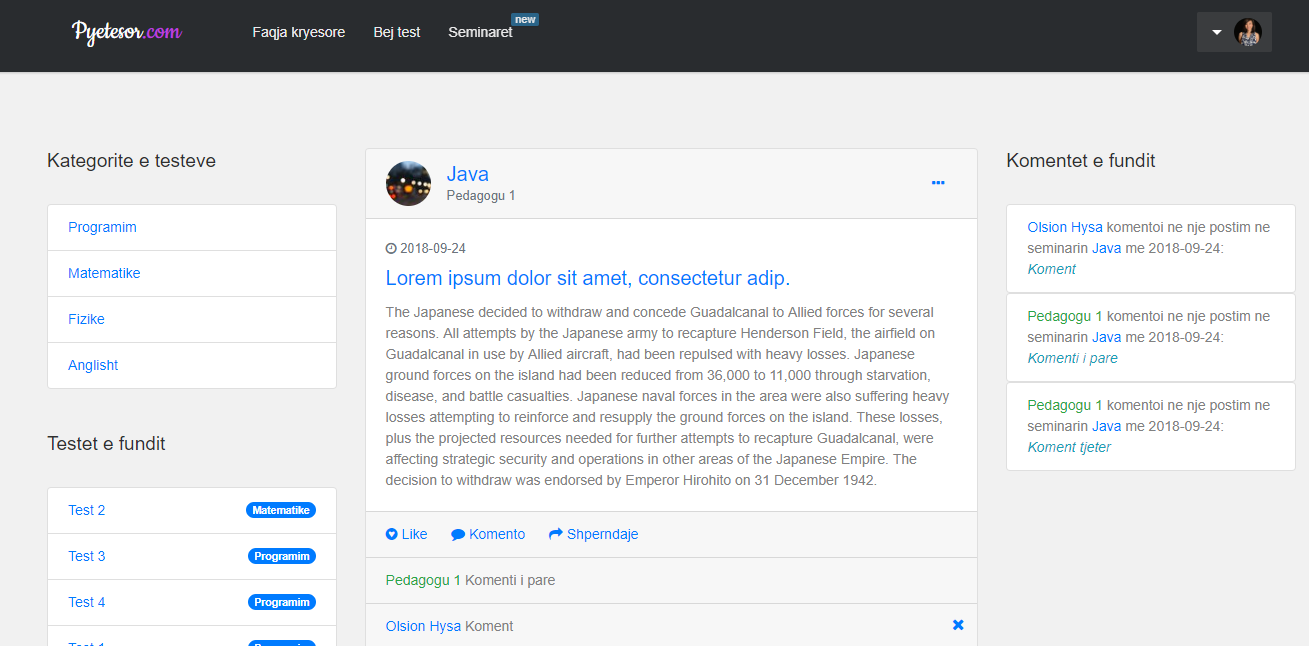 Pyetesor.com
Faqja kryesore
Bej test
Seminaret
new
Kategorite e testeve
Programim
Matematike
Fizike
Anglisht
Testet e fundit
Test 2 Matematike
Test 3 Programim
Test 4 Programim
Java
Pedagogu 1
2018-09-24
Lorem ipsum dolor sit amet, consectetur adip.
The Japanese decided to withdraw and concede Guadalcanal to Allied forces for several
reasons. All attempts by the Japanese army to recapture Henderson Field, the airfield on
Guadalcanal in use by Allied aircraft, had been repulsed with heavy losses. Japanese
ground forces on the island had been reduced from 36,000 to 11,000 through starvation,
disease, and battle casualties. Japanese naval forces in the area were also suffering heavy
losses attempting to reinforce and resupply the ground forces on the island. These losses,
plus the projected resources needed for further attempts to recapture Guadalcanal, were
affecting strategic security and operations in other areas of the Japanese Empire. The
decision to withdraw was endorsed by Emperor Hirohito on 31 December 1942.
Like Komento Shperndaje
Pedagogu 1 Komenti i pare
Olsion Hysa Koment
Komentet e fundit
Olsion Hysa komentoi ne nje postim ne
seminarin Java me 2018-09-24:
Koment
Pedagogu 1 komentoi ne nje postim ne
seminarin Java me 2018-09-24:
Komenti i pare
Pedagogu 1 komentoi ne nje postim ne
seminarin Java me 2018-09-24:
Koment tjeter